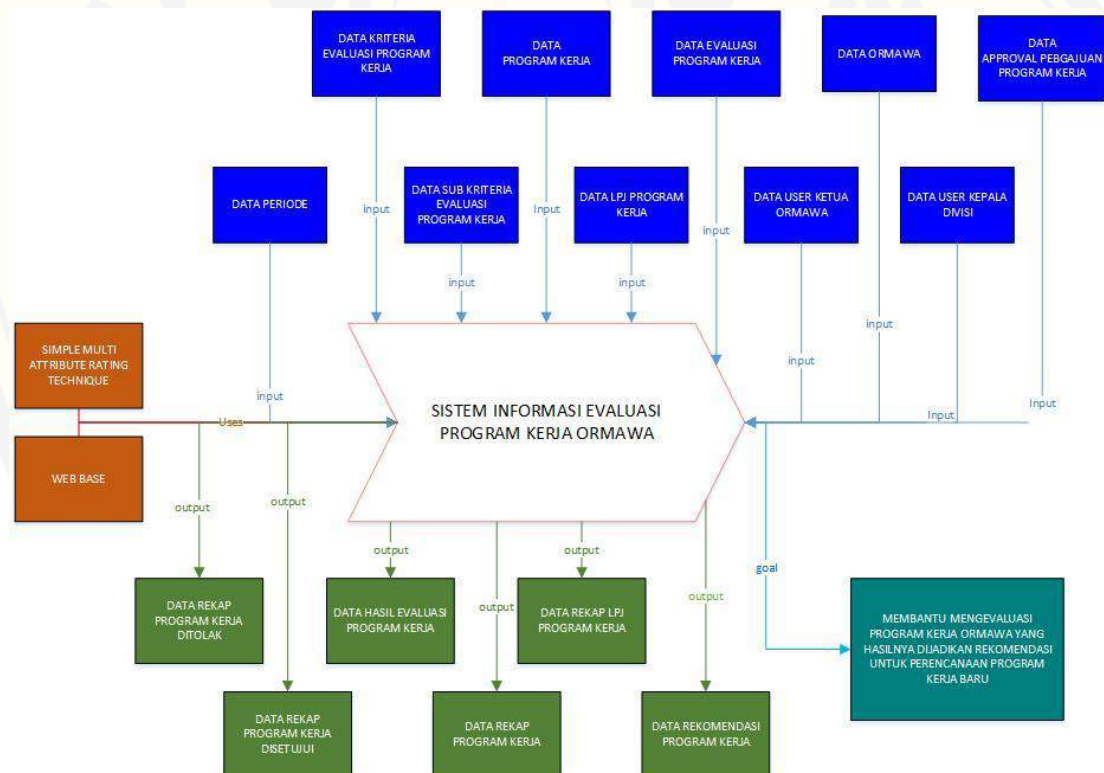 DATA KRITERIA
EVALUASI PROGRAM
KERJA
DATA
PROGRAM KERJA
DATA EVALUASI
PROGRAM KERJA
DATA ORMAWA
DATA
APPROVAL PEBGAJUAN
PROGRAM KERJA
DATA PERIODE
DATA SUB KRITERIA
EVALUASI
PROGRAM KERJA
DATA LPJ PROGRAM
KERJA
DATA USER KETUA
ORMAWA
DATA USER KEPALA
DIVISI
input
input
Input
input
input
input
input
input
input
Input
Input
SIMPLE MULTI
ATTRIBUTE RATING
TECHNIQUE
Uses
WEB BASE
SISTEM INFORMASI EVALUASI
PROGRAM KERJA ORMAWA
output
output
output
output
output
output
goal
DATA REKAP
PROGRAM KERJA
DITOLAK
DATA HASIL EVALUASI
PROGRAM KERJA
DATA REKAP LPJ
PROGRAM KERJA
MEMBANTU MENGEVALUASI
PROGRAM KERJA ORMAWA YANG
HASILNYA DIJADIKAN REKOMENDASI
UNTUK PERENCANAAN PROGRAM
KERJA BARU
DATA REKAP
PROGRAM KERJA
DISETUJUI
DATA REKAP
PROGRAM KERJA
DATA REKOMENDASI
PROGRAM KERJA